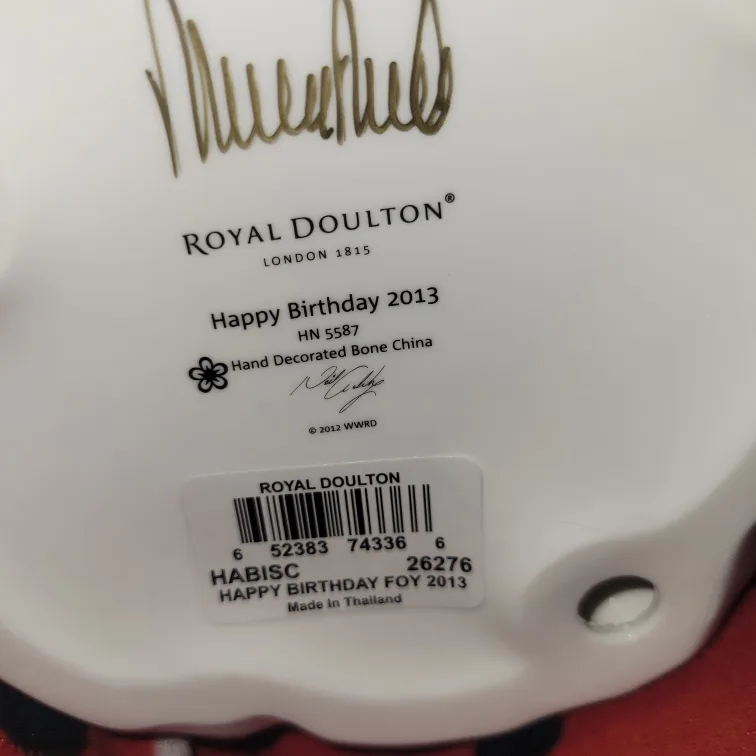 ROYAL DOULTON®
LONDON 1815
Happy Birthday 2013
HN 5587
Hand Decorated Bone China
© 2012 WWRD
ROYAL DOULTON
6 52383 74336 6
HABISC 26276
HAPPY BIRTHDAY FOY 2013
Made In Thailand